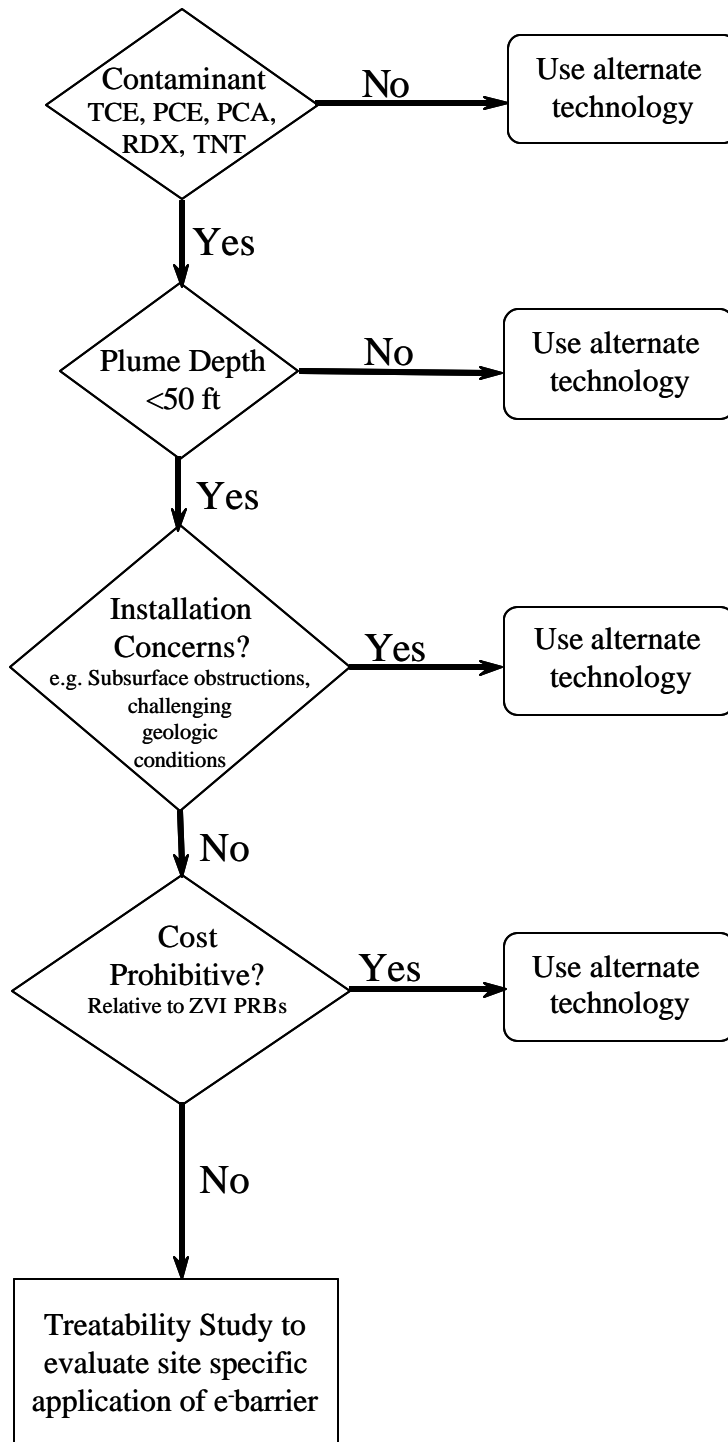 Contaminant
TCE, PCE, PCA,
RDX, TNT
No
Use alternate
technology
Yes
Plume Depth
<50 ft
No
Use alternate
technology
Yes
Installation
Concerns?
e.g. Subsurface obstructions,
challenging
geologic
conditions
Yes
Use alternate
technology
No
Cost
Prohibitive?
Relative to ZVI PRBs
Yes
Use alternate
technology
No
Treatability Study to
evaluate site specific
application of e⁻barrier